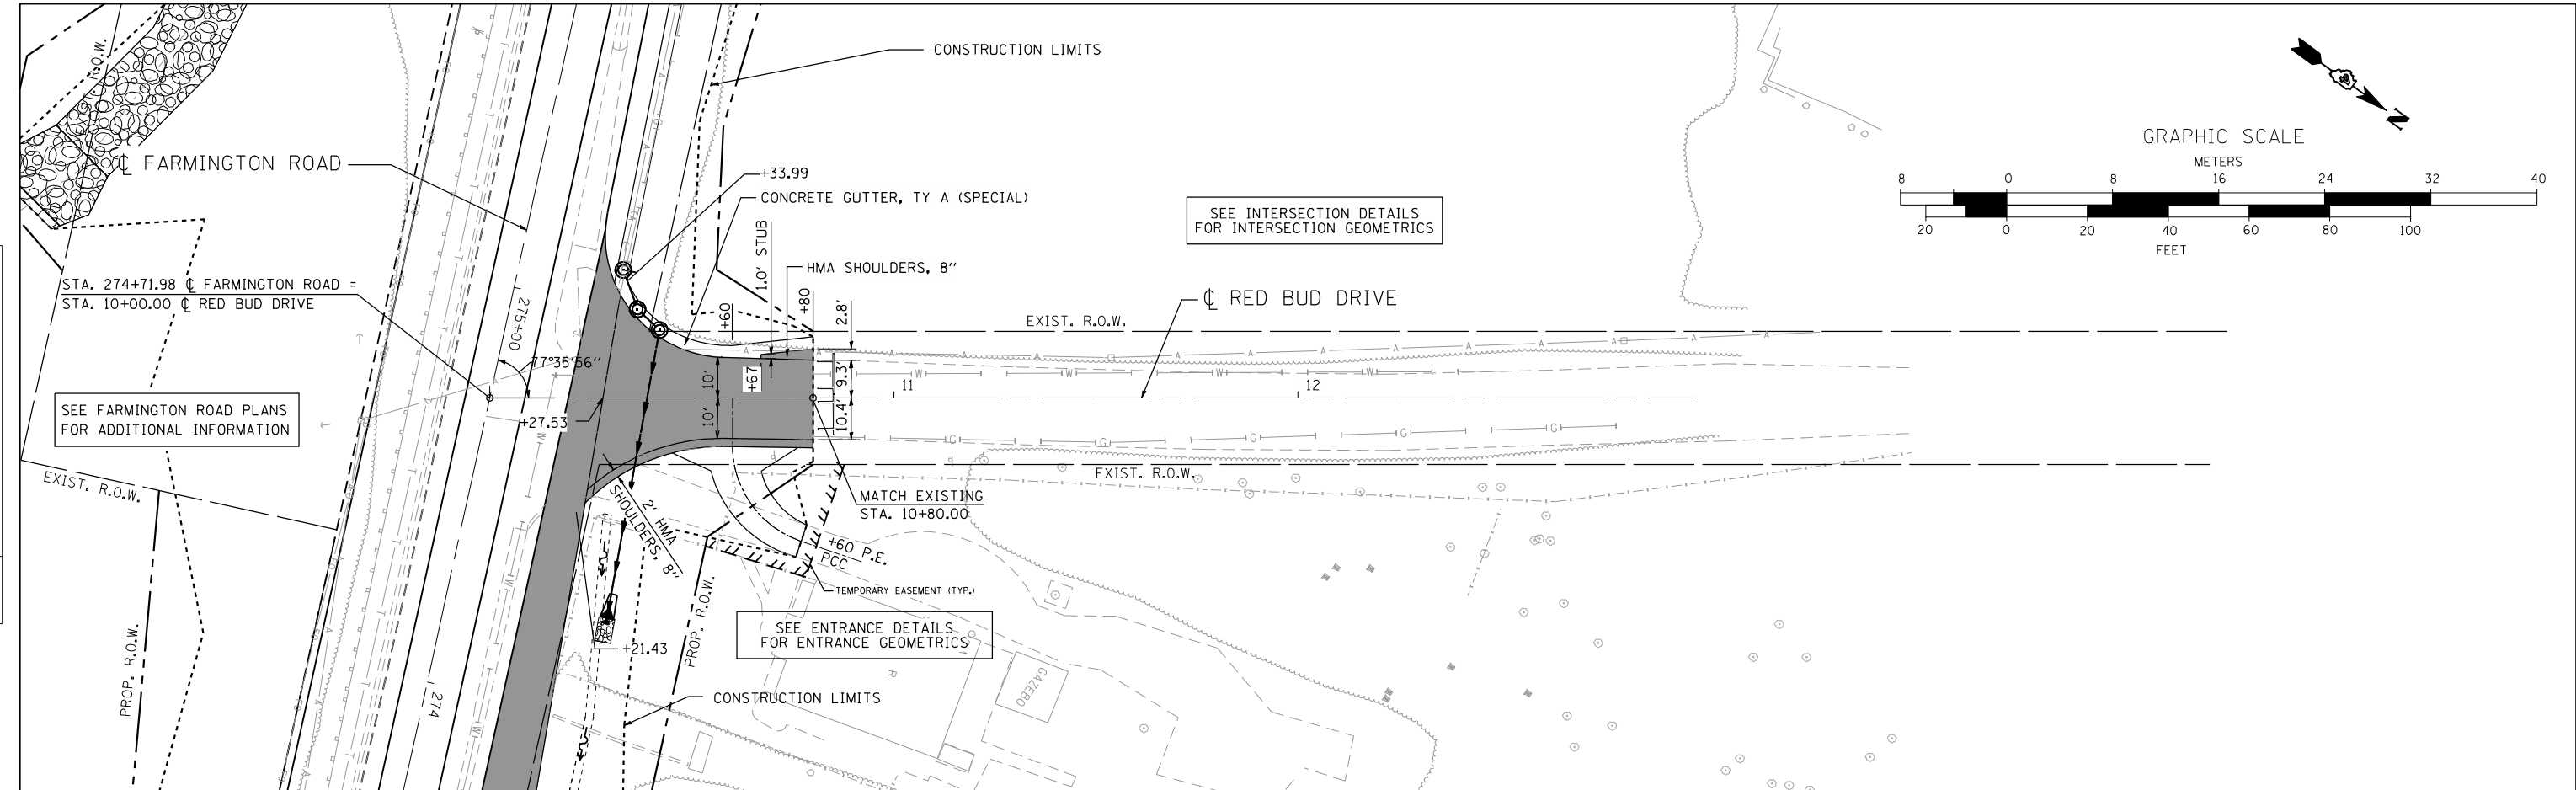 CONSTRUCTION LIMITS
R.O.W.
℄ FARMINGTON ROAD
+33.99
CONCRETE GUTTER, TY A (SPECIAL)
1.0' STUB
HMA SHOULDERS, 8''
SEE INTERSECTION DETAILS
FOR INTERSECTION GEOMETRICS
N
GRAPHIC SCALE
METERS
8 0 8 16 24 32 40
20 0 20 40 60 80 100
FEET
STA. 274+71.98 ℄ FARMINGTON ROAD =
STA. 10+00.00 ℄ RED BUD DRIVE
275+00
77°35'56''
+60
+80
2.8'
EXIST. R.O.W.
℄ RED BUD DRIVE
10'
10'
+67
9.3'
10.4'
11
12
+27.53
SEE FARMINGTON ROAD PLANS
FOR ADDITIONAL INFORMATION
EXIST. R.O.W.
EXIST. R.O.W.
MATCH EXISTING
STA. 10+80.00
2' HMA
SHOULDERS, 8''
+60 P.E.
PCC
TEMPORARY EASEMENT (TYP.)
SEE ENTRANCE DETAILS
FOR ENTRANCE GEOMETRICS
+21.43
PROP. R.O.W.
PROP. R.O.W.
CONSTRUCTION LIMITS
274
GAZEBO